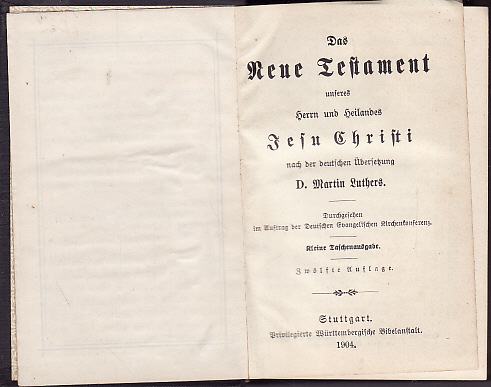 Das
Neue Testament
unseres
Herrn und Heilandes
Jesu Christi
nach der deutschen Übersetzung
D. Martin Luthers.
Durchgesehen
im Auftrag der Deutschen Evangelischen Kirchenkonferenz.
Kleine Taschenausgabe.
Zwölfte Auflage.
Stuttgart.
Privilegierte Württembergische Bibelanstalt.
1904.